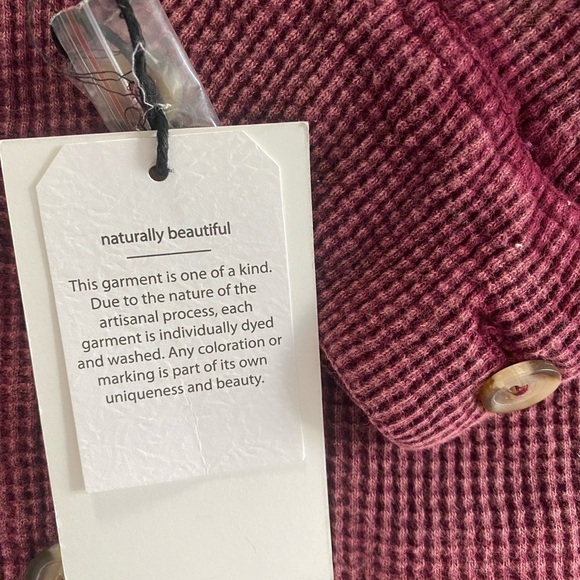 naturally beautiful
This garment is one of a kind.
Due to the nature of the
artisanal process, each
garment is individually dyed
and washed. Any coloration or
marking is part of its own
uniqueness and beauty.